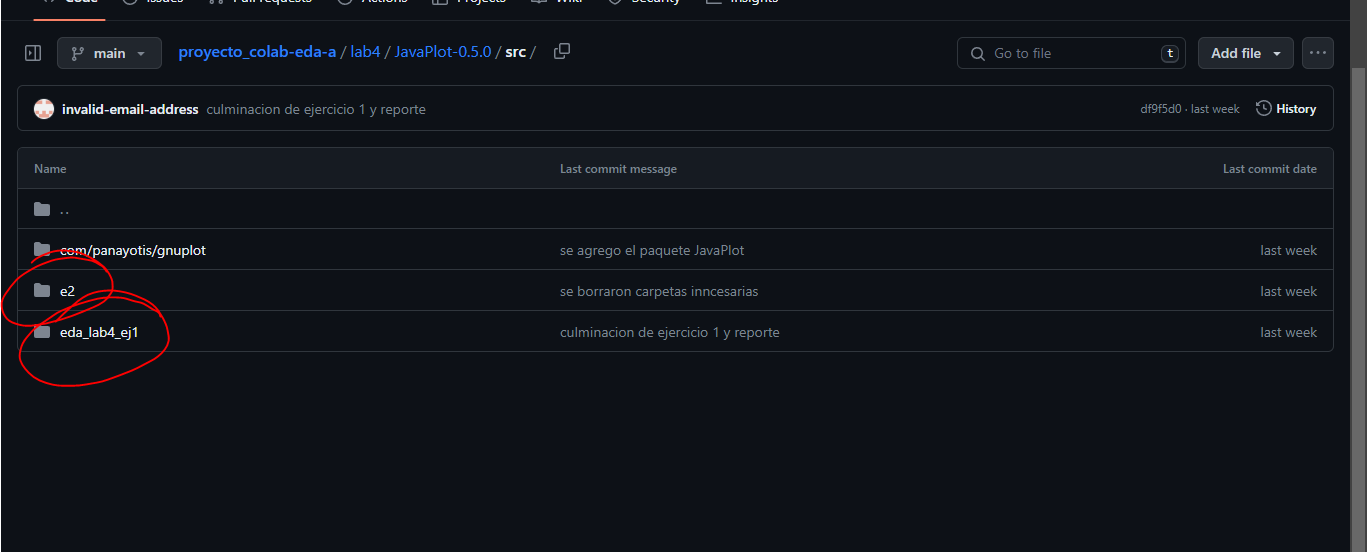 Code Issues Pull requests Actions Projects Wiki Security Insights
main proyecto_colab-eda-a / lab4 / JavaPlot-0.5.0 / src / Go to file t Add file
invalid-email-address culminacion de ejercicio 1 y reporte df9f5d0 · last week History
Name Last commit message Last commit date
..
com/panayotis/gnuplot se agrego el paquete JavaPlot last week
e2 se borraron carpetas inncesarias last week
eda_lab4_ej1 culminacion de ejercicio 1 y reporte last week